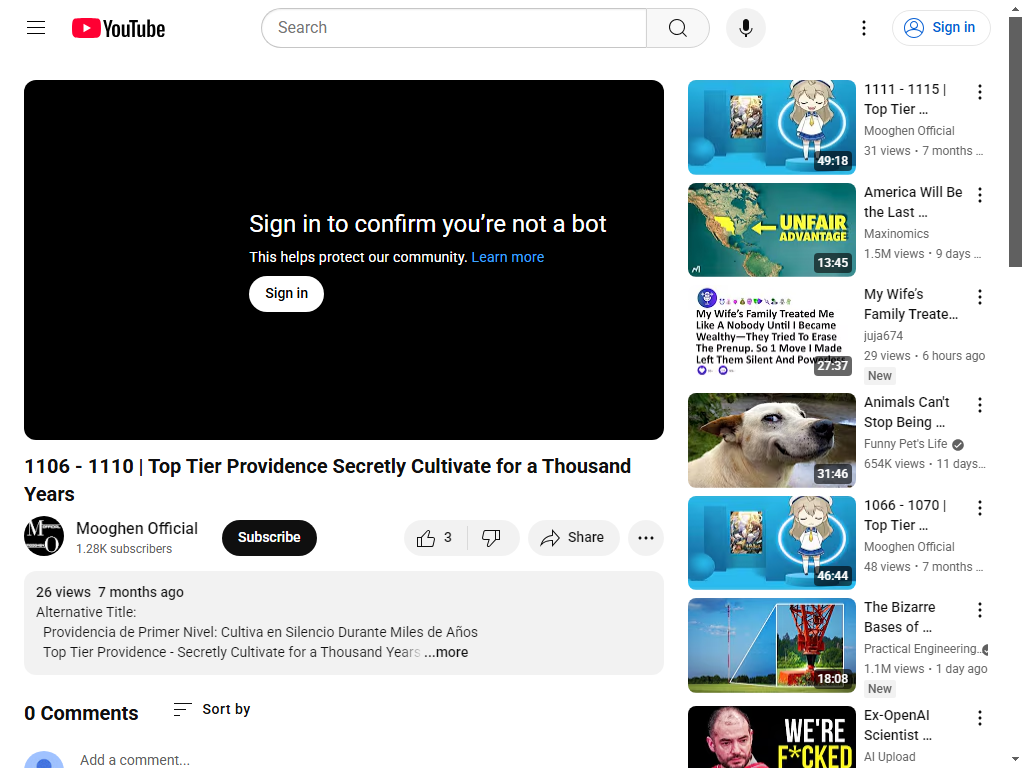 YouTube
Search
Sign in
Sign in to confirm you’re not a bot
This helps protect our community. Learn more
Sign in
1106 - 1110 | Top Tier Providence Secretly Cultivate for a Thousand
Years
Mooghen Official
1.28K subscribers
Subscribe
3
Share
26 views 7 months ago
Alternative Title:
Providencia de Primer Nivel: Cultiva en Silencio Durante Miles de Años
Top Tier Providence - Secretly Cultivate for a Thousand Years ...more
0 Comments
Sort by
Add a comment...
49:18
1111 - 1115 |
Top Tier …
Mooghen Official
31 views • 7 months …
UNFAIR
ADVANTAGE
13:45
America Will Be
the Last …
Maxinomics
1.5M views • 9 days …
My Wife’s Family Treated Me
Like A Nobody Until I Became
Wealthy—They Tried To Erase
The Prenup. So 1 Move I Made
Left Them Silent And Powerless
27:37
My Wife’s
Family Treate…
juja674
29 views • 6 hours ago
New
31:46
Animals Can't
Stop Being …
Funny Pet's Life
654K views • 11 days…
46:44
1066 - 1070 |
Top Tier …
Mooghen Official
48 views • 7 months …
18:08
The Bizarre
Bases of …
Practical Engineering…
1.1M views • 1 day ago
New
WE'RE
F*CKED
Ex-OpenAI
Scientist …
AI Upload